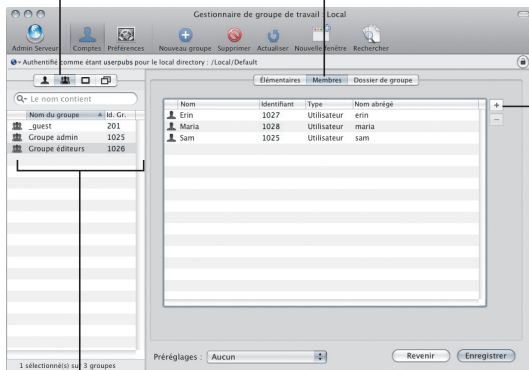 Gestionnaire de groupe de travail : Local
Admin Serveur Comptes Préférences Nouveau groupe Supprimer Actualiser Nouvelle fenêtre Rechercher
Authentifié comme étant userpubs pour le local directory : /Local/Default
Élémentaires Membres Dossier de groupe
Le nom contient
Nom du groupe Id. Gr.
_guest 201
Groupe admin 1025
Groupe éditeurs 1026
Nom Identifiant Type Nom abrégé
Erin 1027 Utilisateur erin
Maria 1028 Utilisateur maria
Sam 1025 Utilisateur sam
+
−
Préréglages : Aucun
Revenir Enregistrer
1 sélectionné(s) sur 3 groupes